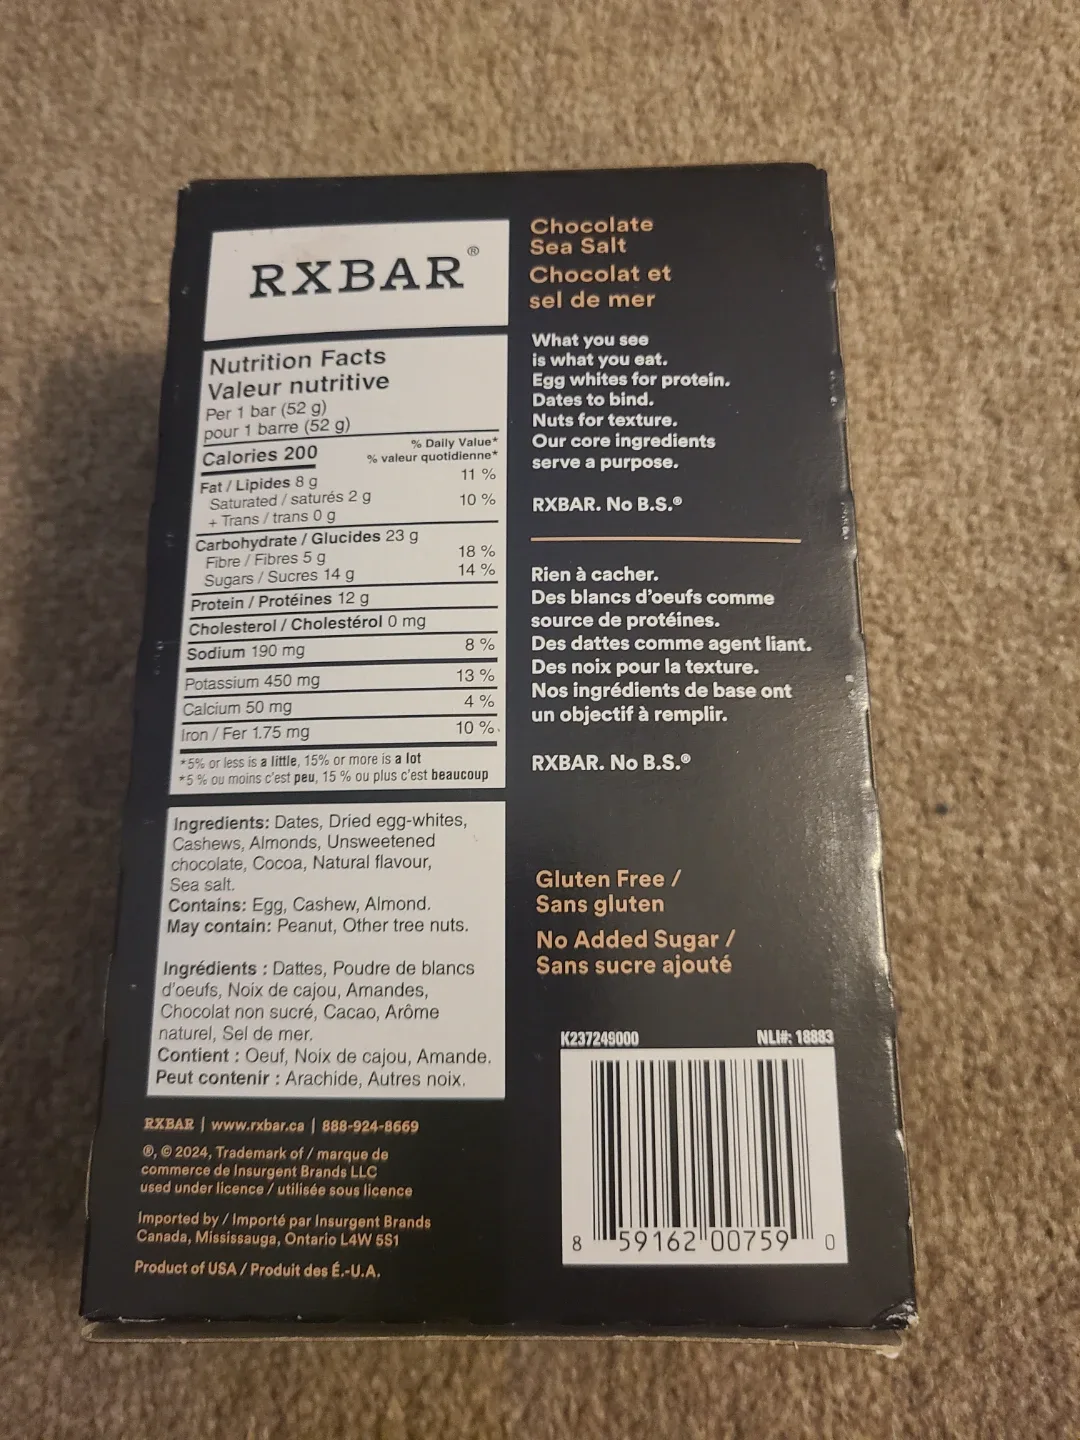 RXBAR®
Nutrition Facts
Valeur nutritive
Per 1 bar (52 g)
pour 1 barre (52 g)
Calories 200
% Daily Value*
% valeur quotidienne*
Fat / Lipides 8 g 11 %
Saturated / saturés 2 g 10 %
+ Trans / trans 0 g
Carbohydrate / Glucides 23 g
Fibre / Fibres 5 g 18 %
Sugars / Sucres 14 g 14 %
Protein / Protéines 12 g
Cholesterol / Cholestérol 0 mg
Sodium 190 mg 8 %
Potassium 450 mg 13 %
Calcium 50 mg 4 %
Iron / Fer 1.75 mg 10 %
*5% or less is a little, 15% or more is a lot
*5 % ou moins c'est peu, 15 % ou plus c'est beaucoup
Ingredients: Dates, Dried egg-whites,
Cashews, Almonds, Unsweetened
chocolate, Cocoa, Natural flavour,
Sea salt.
Contains: Egg, Cashew, Almond.
May contain: Peanut, Other tree nuts.
Ingrédients : Dattes, Poudre de blancs
d'oeufs, Noix de cajou, Amandes,
Chocolat non sucré, Cacao, Arôme
naturel, Sel de mer.
Contient : Oeuf, Noix de cajou, Amande.
Peut contenir : Arachide, Autres noix.
RXBAR | www.rxbar.ca | 888-924-8669
®, © 2024, Trademark of / marque de
commerce de Insurgent Brands LLC
used under licence / utilisée sous licence
Imported by / Importé par Insurgent Brands
Canada, Mississauga, Ontario L4W 5S1
Product of USA / Produit des É.-U.A.
Chocolate
Sea Salt
Chocolat et
sel de mer
What you see
is what you eat.
Egg whites for protein.
Dates to bind.
Nuts for texture.
Our core ingredients
serve a purpose.
RXBAR. No B.S.®
Rien à cacher.
Des blancs d'oeufs comme
source de protéines.
Des dattes comme agent liant.
Des noix pour la texture.
Nos ingrédients de base ont
un objectif à remplir.
RXBAR. No B.S.®
Gluten Free /
Sans gluten
No Added Sugar /
Sans sucre ajouté
K237249000 NLI#: 18883
8 59162 00759 0